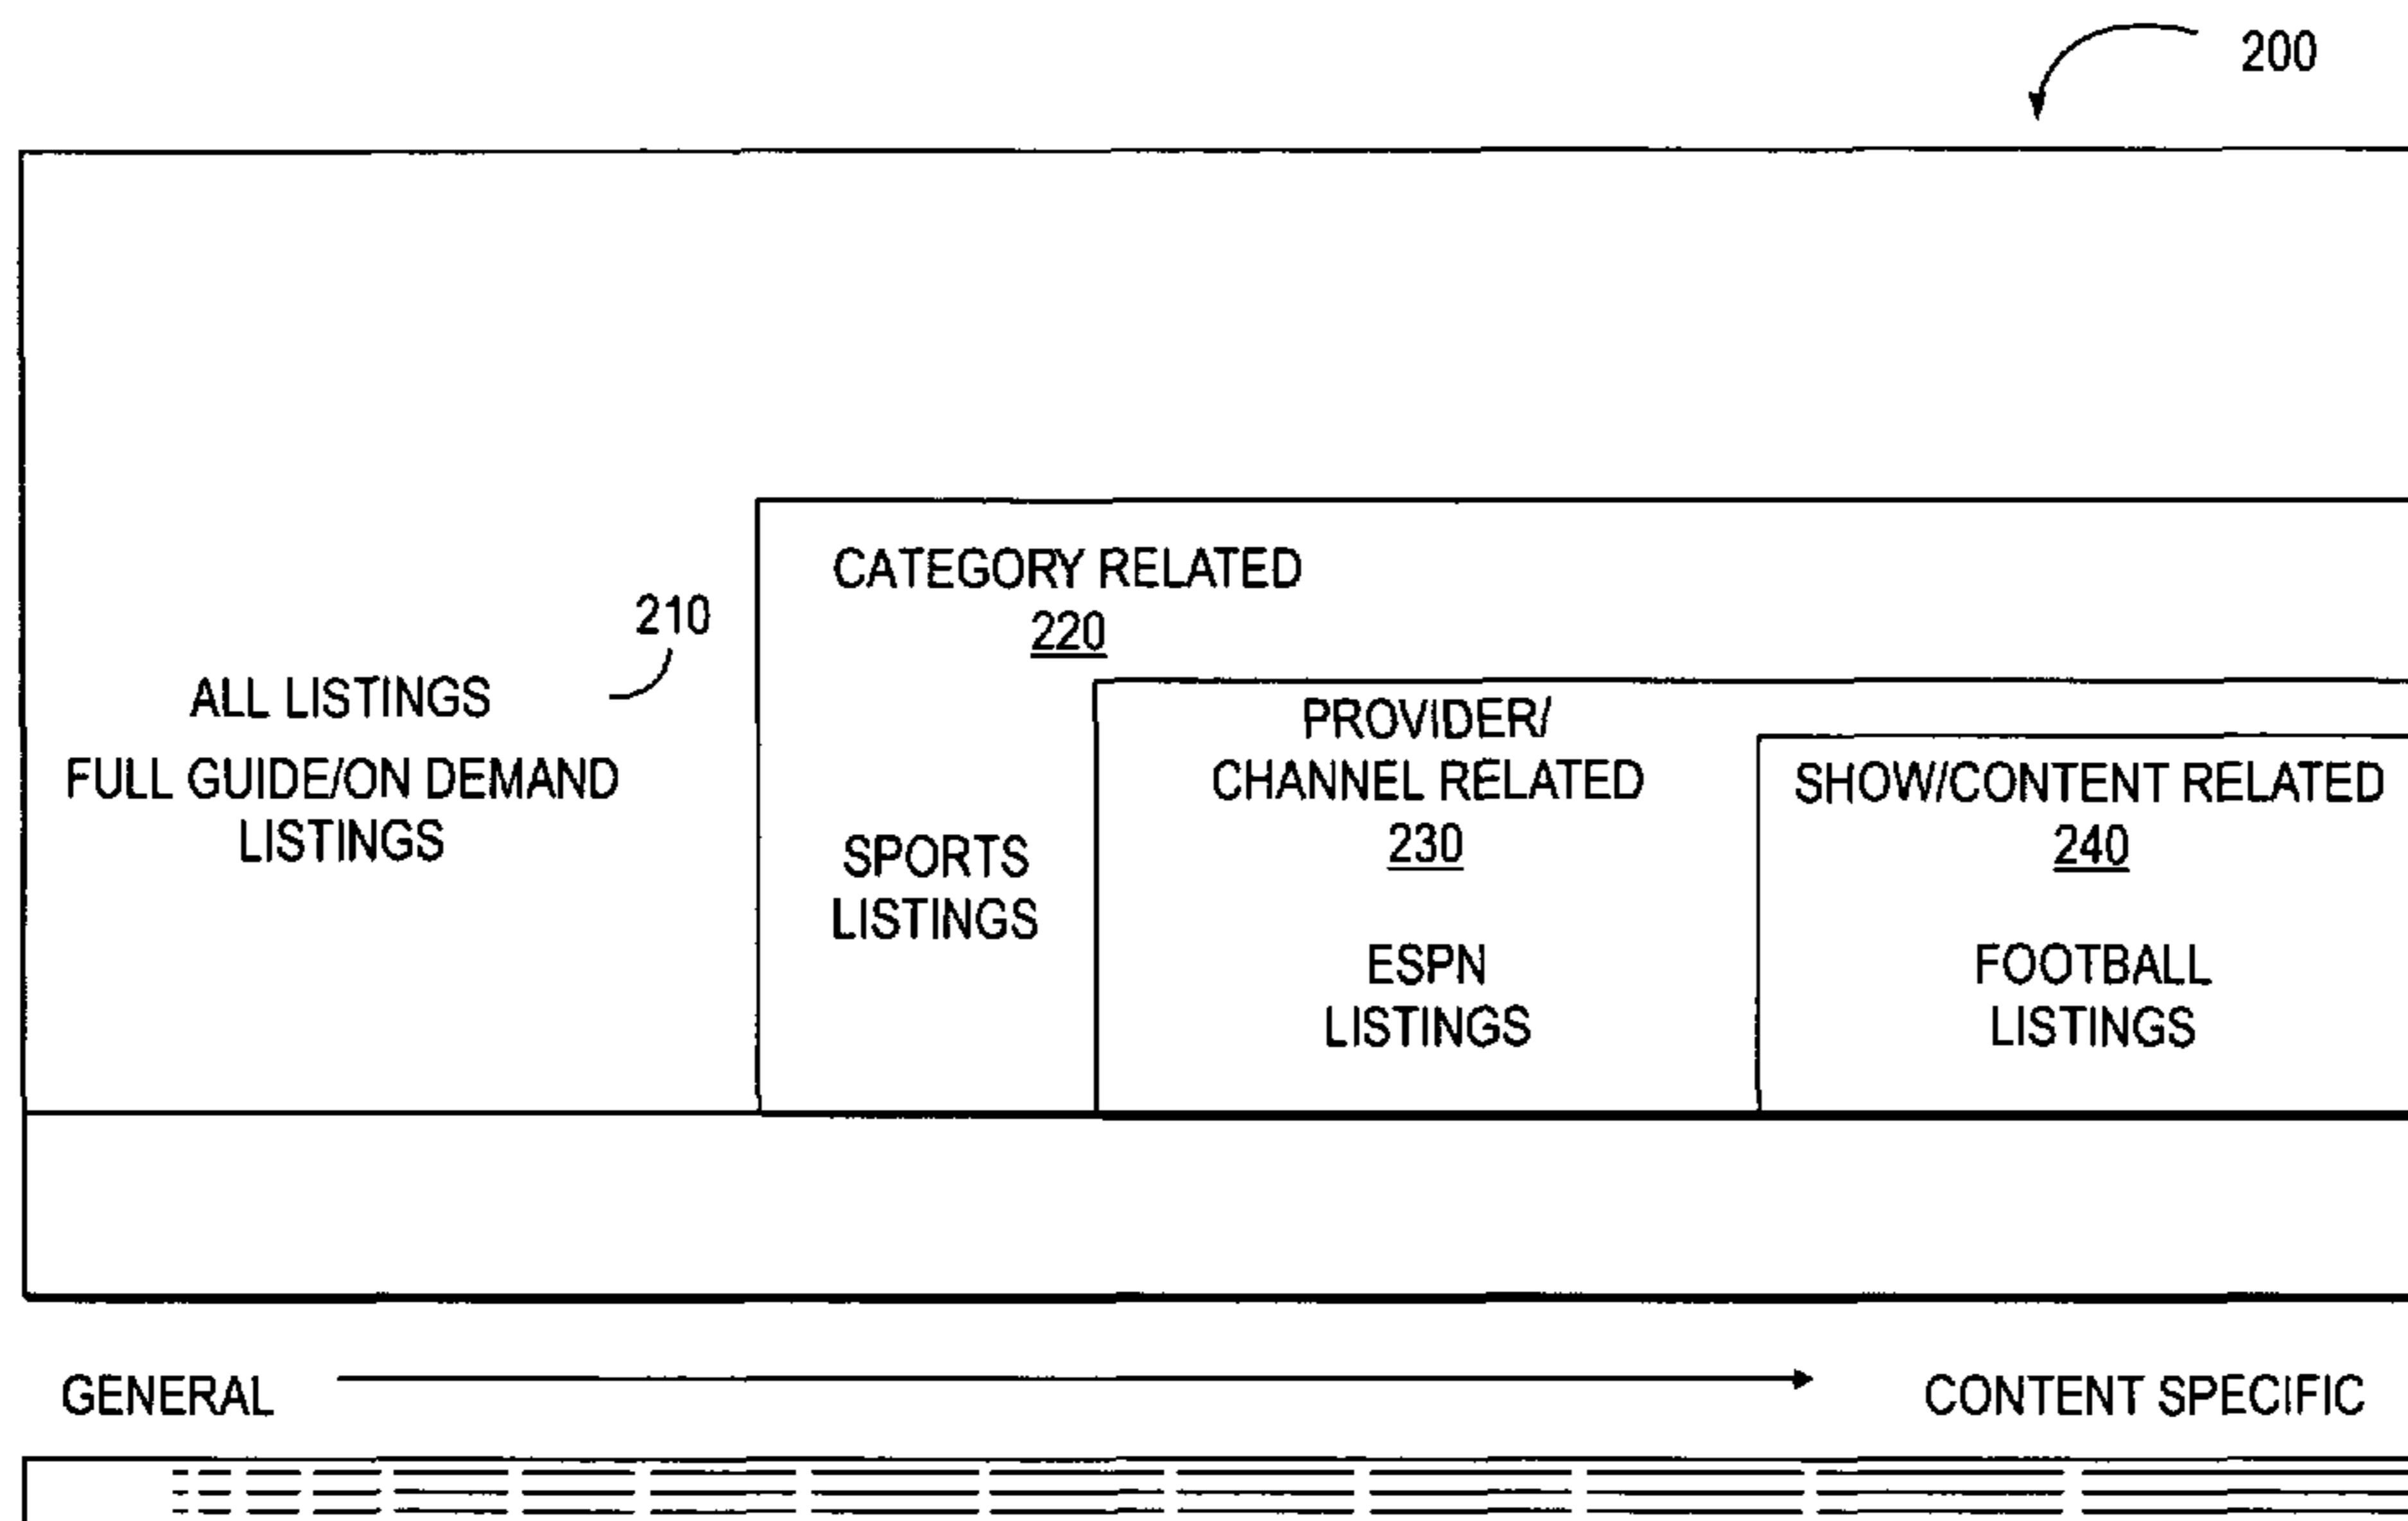 200
CATEGORY RELATED
220
210
ALL LISTINGS
FULL GUIDE/ON DEMAND
LISTINGS
SPORTS
LISTINGS
PROVIDER/
CHANNEL RELATED
230
ESPN
LISTINGS
SHOW/CONTENT RELATED
240
FOOTBALL
LISTINGS
GENERAL
CONTENT SPECIFIC